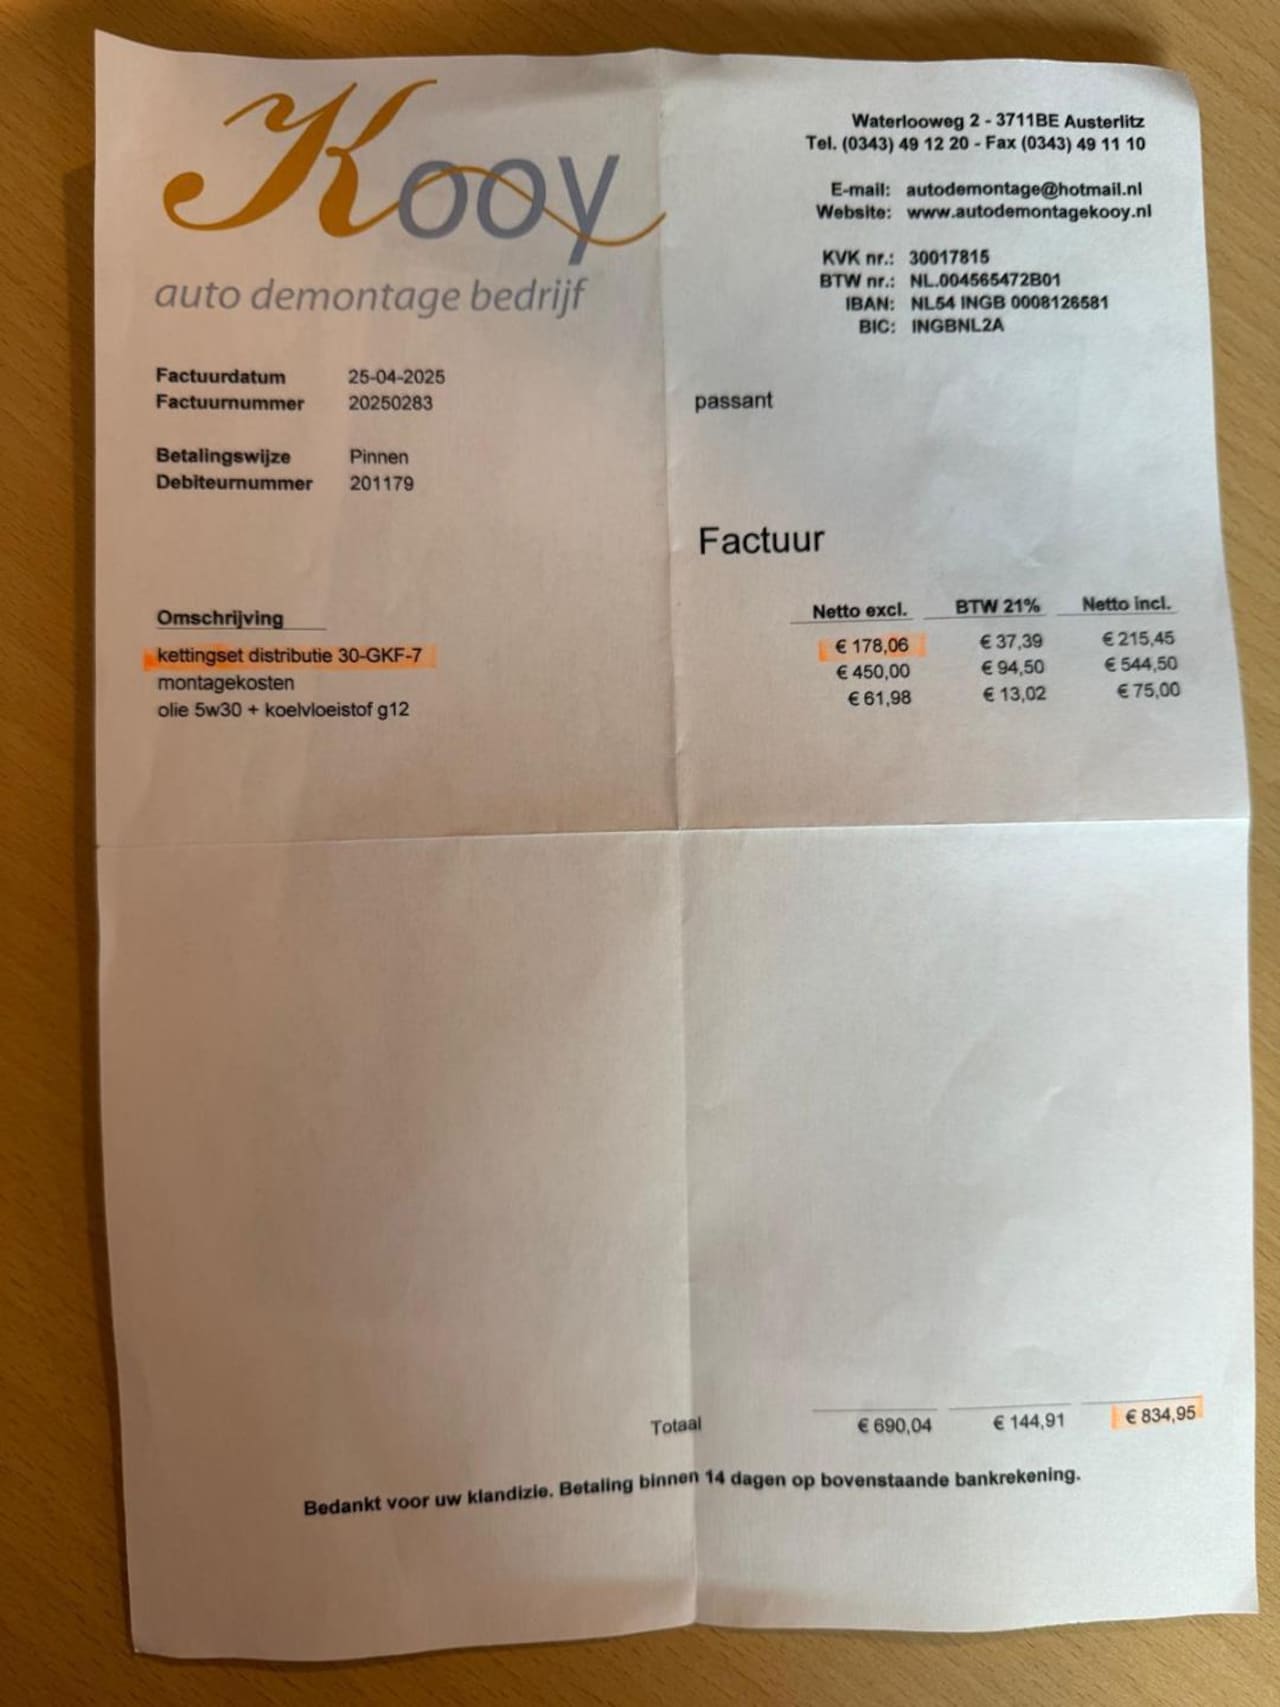 Kooy
auto demontage bedrijf
Waterlooweg 2 - 3711BE Austerlitz
Tel. (0343) 49 12 20 - Fax (0343) 49 11 10
E-mail: autodemontage@hotmail.nl
Website: www.autodemontagekooy.nl
KVK nr.: 30017815
BTW nr.: NL.004565472B01
IBAN: NL54 INGB 0008126581
BIC: INGBNL2A
Factuurdatum 25-04-2025
Factuurnummer 20250283
passant
Betalingswijze Pinnen
Debiteurnummer 201179
Factuur
Omschrijving Netto excl. BTW 21% Netto incl.
kettingset distributie 30-GKF-7 € 178,06 € 37,39 € 215,45
montagekosten € 450,00 € 94,50 € 544,50
olie 5w30 + koelvloeistof g12 € 61,98 € 13,02 € 75,00
Totaal € 690,04 € 144,91 € 834,95
Bedankt voor uw klandizie. Betaling binnen 14 dagen op bovenstaande bankrekening.